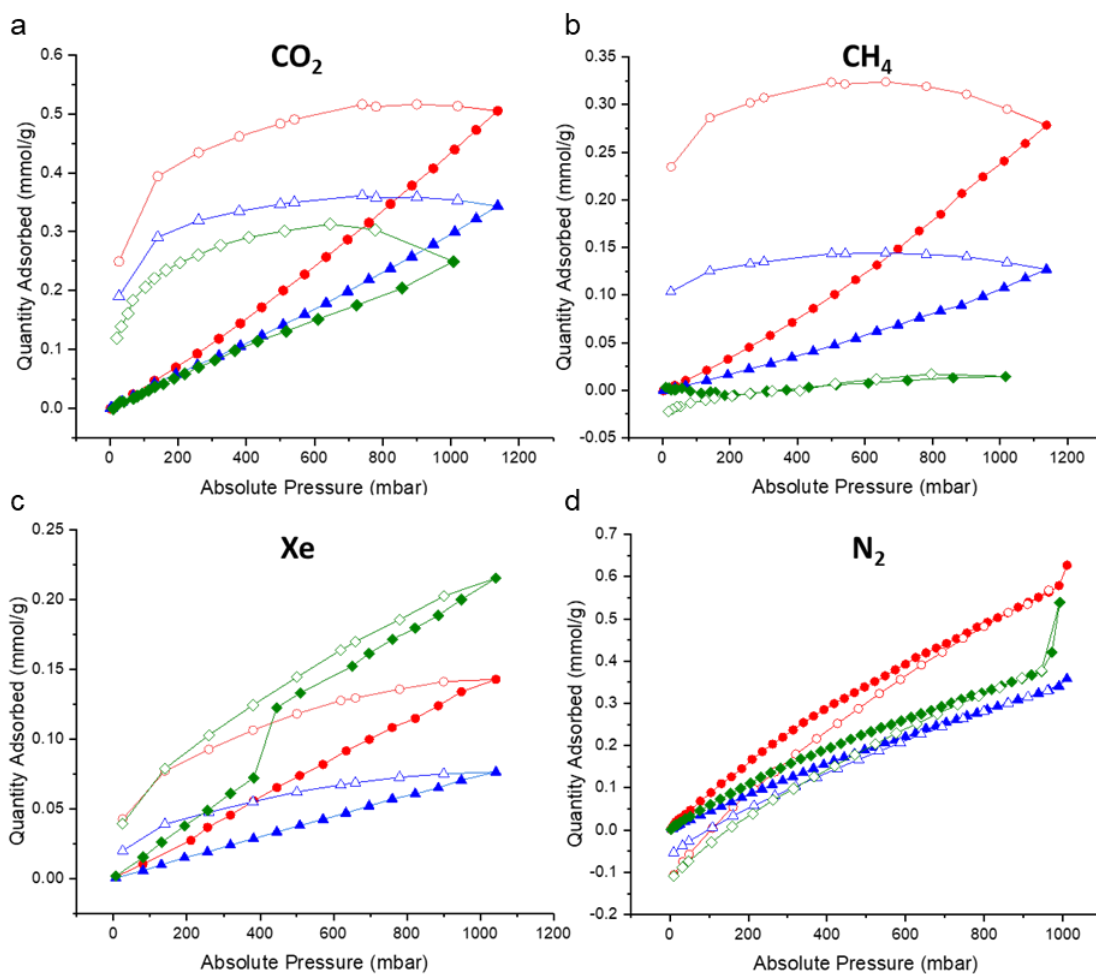 a
CO₂
0.6
0.5
0.4
0.3
0.2
0.1
0.0
Quantity Adsorbed (mmol/g)
0 200 400 600 800 1000 1200
Absolute Pressure (mbar)
b
CH₄
0.35
0.30
0.25
0.20
0.15
0.10
0.05
0.00
-0.05
Quantity Adsorbed (mmol/g)
0 200 400 600 800 1000 1200
Absolute Pressure (mbar)
c
Xe
0.25
0.20
0.15
0.10
0.05
0.00
Quantity Adsorbed (mmol/g)
0 200 400 600 800 1000 1200
Absolute Pressure (mbar)
d
N₂
0.7
0.6
0.5
0.4
0.3
0.2
0.1
0.0
-0.1
-0.2
Quantity Adsorbed (mmol/g)
0 200 400 600 800 1000
Absolute Pressure (mbar)